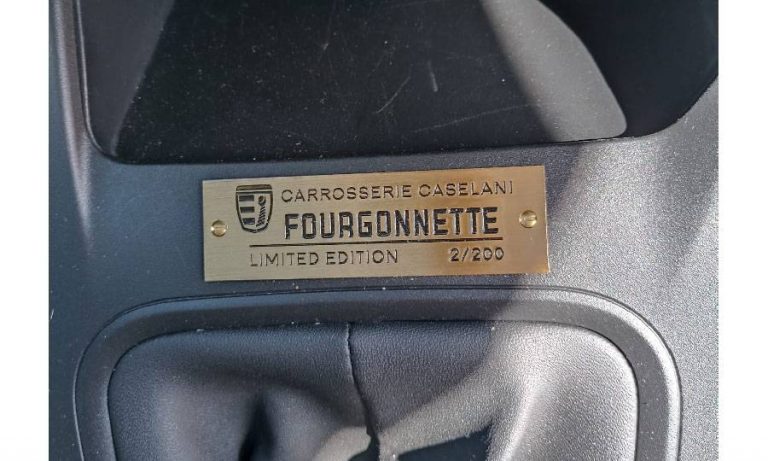 CARROSSERIE CASELANI
FOURGONNETTE
LIMITED EDITION 2/200